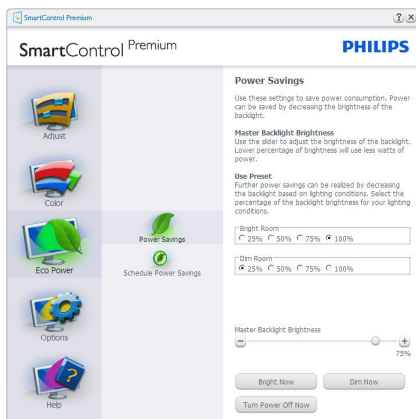 SmartControl Premium
SmartControl Premium
PHILIPS
Adjust
Color
Eco Power
Options
Help
Power Savings
Schedule Power Savings
Power Savings
Use these settings to save power consumption. Power
can be saved by decreasing the brightness of the
backlight.
Master Backlight Brightness
Use the slider to adjust the brightness of the backlight.
Lower percentage of brightness will use less watts of
power.
Use Preset
Further power savings can be realized by decreasing
the backlight based on lighting conditions. Select the
percentage of the backlight brightness for your lighting
conditions.
Bright Room
25% 50% 75% 100%
Dim Room
25% 50% 75% 100%
Master Backlight Brightness
75%
Bright Now Dim Now
Turn Power Off Now